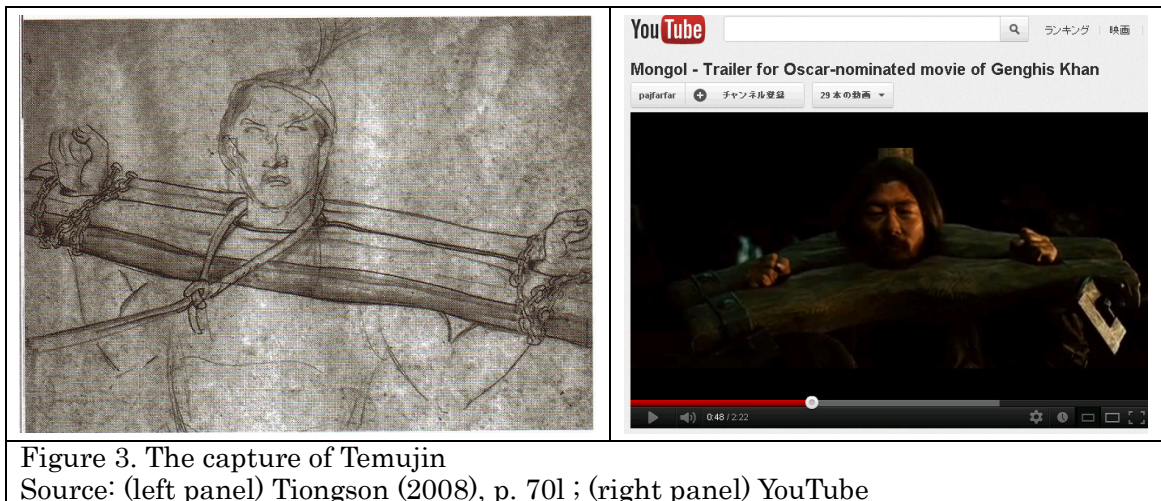 YouTube
ランキング 映画
Mongol - Trailer for Oscar-nominated movie of Genghis Khan
pajfarfar チャンネル登録 29 本の動画
0:48 / 2:22
Figure 3. The capture of Temujin
Source: (left panel) Tiongson (2008), p. 70l ; (right panel) YouTube